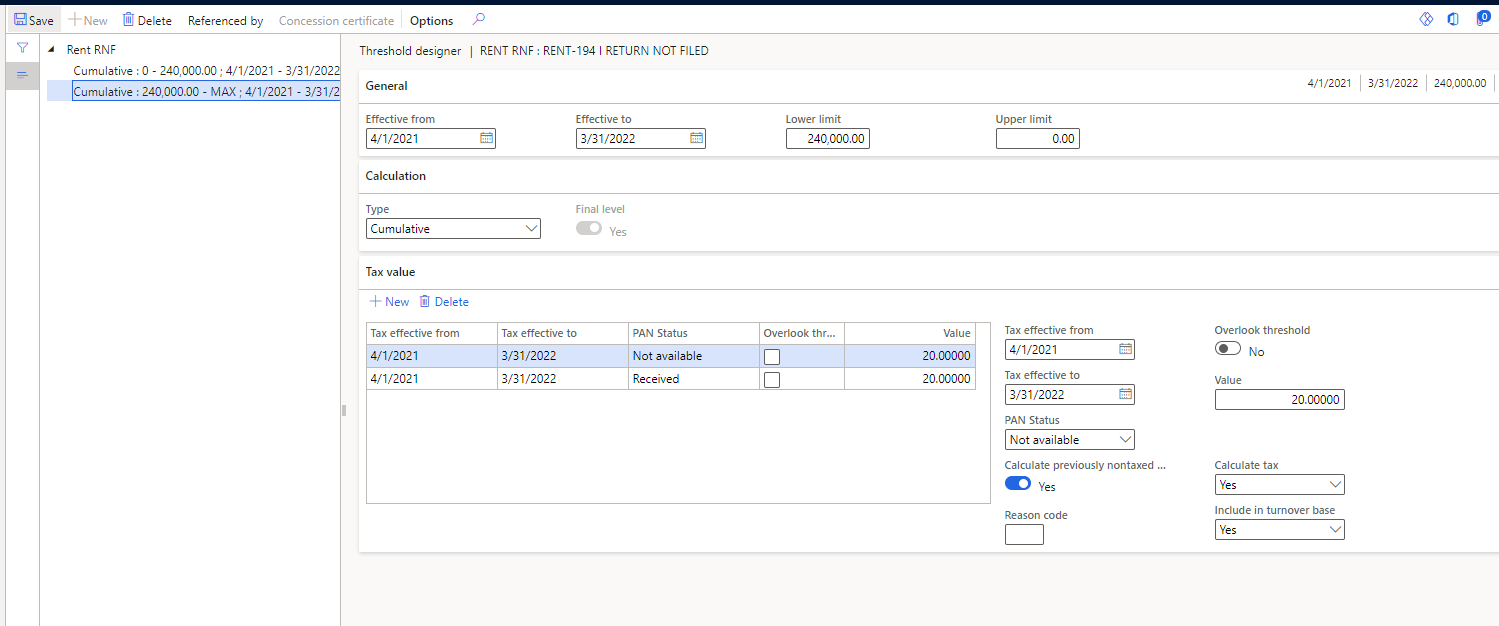 Save New Delete Referenced by Concession certificate Options 0
Rent RNF
Cumulative : 0 - 240,000.00 ; 4/1/2021 - 3/31/2022
Cumulative : 240,000.00 - MAX ; 4/1/2021 - 3/31/2
Threshold designer | RENT RNF : RENT-194 I RETURN NOT FILED
General 4/1/2021 3/31/2022 240,000.00
Effective from Effective to Lower limit Upper limit
4/1/2021 3/31/2022 240,000.00 0.00
Calculation
Type Final level
Cumulative Yes
Tax value
New Delete
Tax effective from Tax effective to PAN Status Overlook thr... Value
4/1/2021 3/31/2022 Not available 20.00000
4/1/2021 3/31/2022 Received 20.00000
Tax effective from Overlook threshold
4/1/2021 No
Tax effective to Value
3/31/2022 20.00000
PAN Status
Not available
Calculate previously nontaxed ... Calculate tax
Yes Yes
Reason code Include in turnover base
Yes